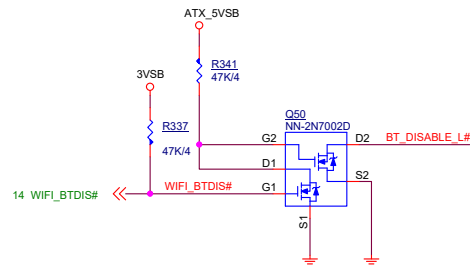 ATX_5VSB
R341
47K/4
3VSB
R337
47K/4
Q50
NN-2N7002D
G2
D2
BT_DISABLE_L#
D1
S2
14 WIFI_BTDIS#
WIFI_BTDIS#
G1
S1